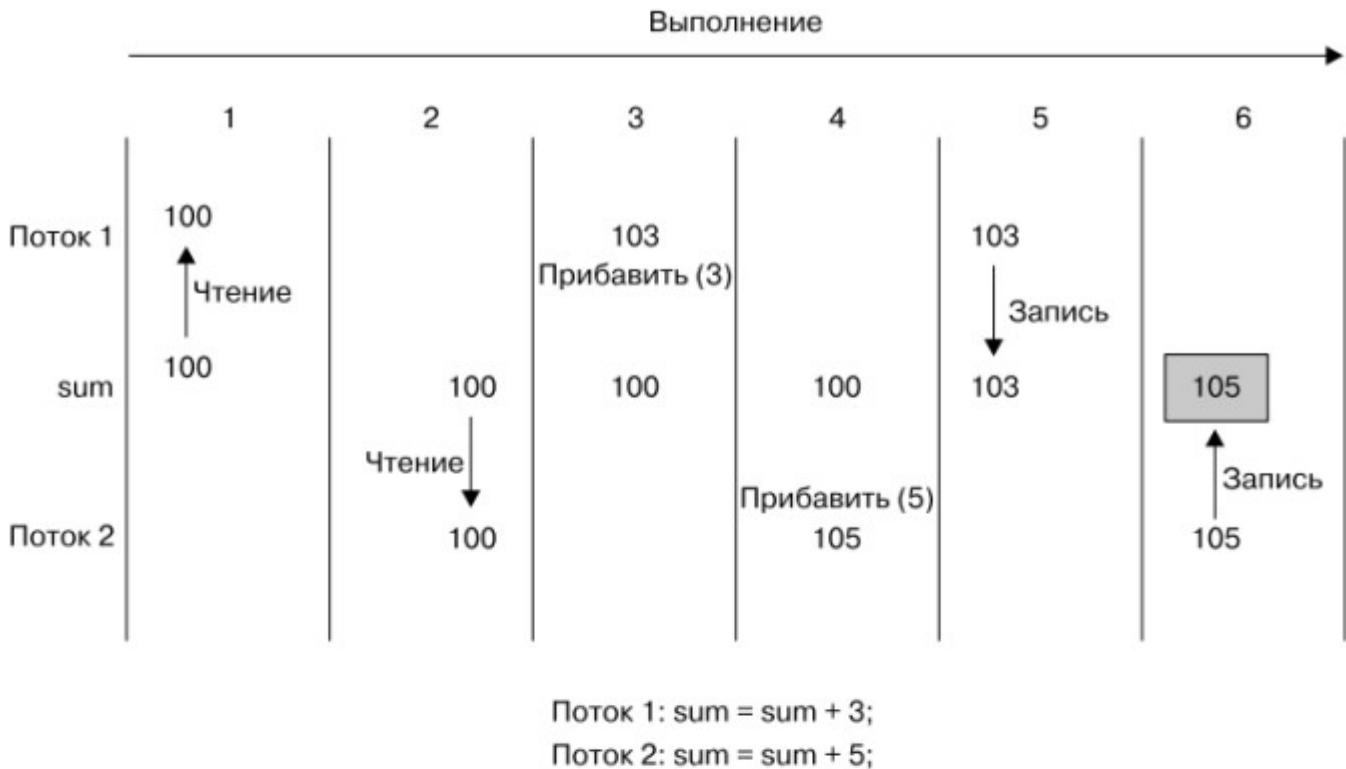 Выполнение
1 2 3 4 5 6
100
Поток 1 103 103
Чтение Прибавить (3) Запись
100
sum 100 100 100 103 105
Чтение Прибавить (5) Запись
Поток 2 100 105 105
Поток 1: sum = sum + 3;
Поток 2: sum = sum + 5;